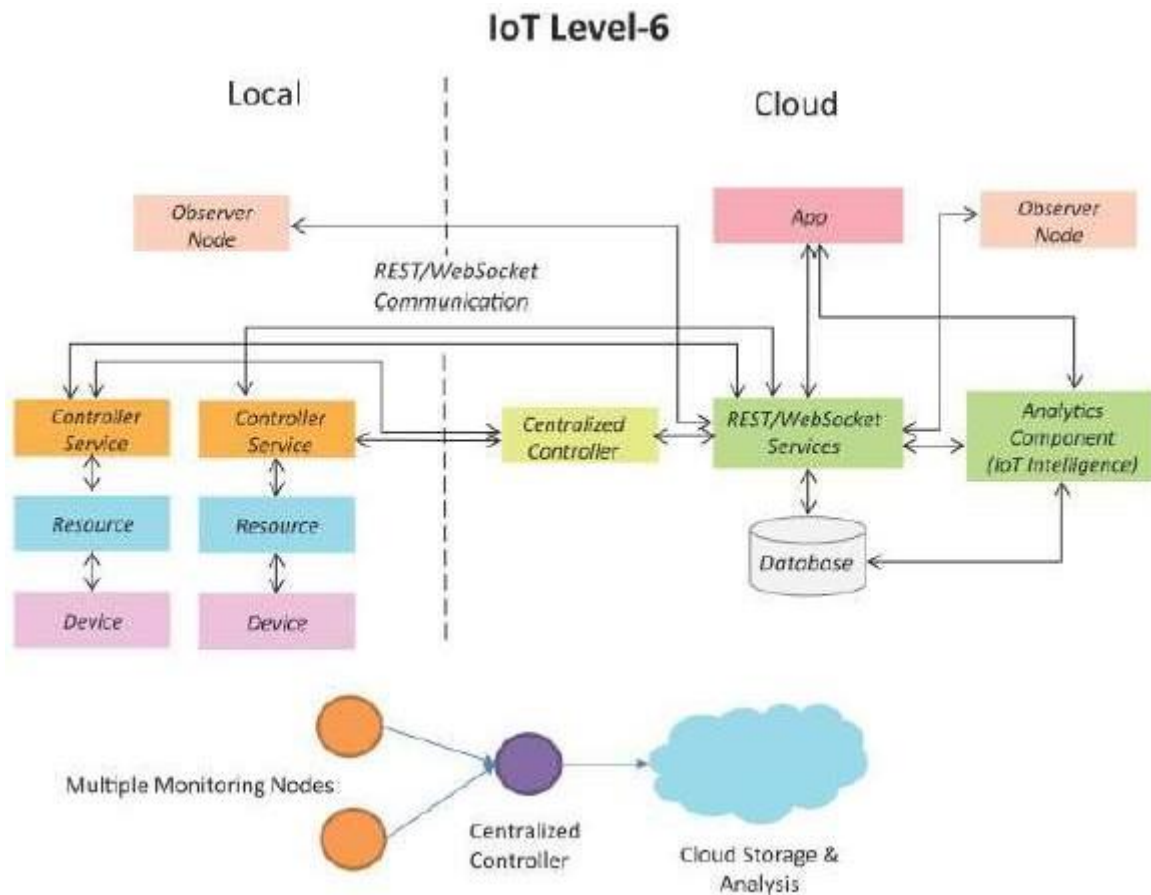 IoT Level-6
Local
Cloud
Observer
Node
App
Observer
Node
REST/WebSocket
Communication
Controller
Service
Controller
Service
Centralized
Controller
REST/WebSocket
Services
Analytics
Component
(IoT Intelligence)
Resource
Resource
Database
Device
Device
Multiple Monitoring Nodes
Centralized
Controller
Cloud Storage &
Analysis